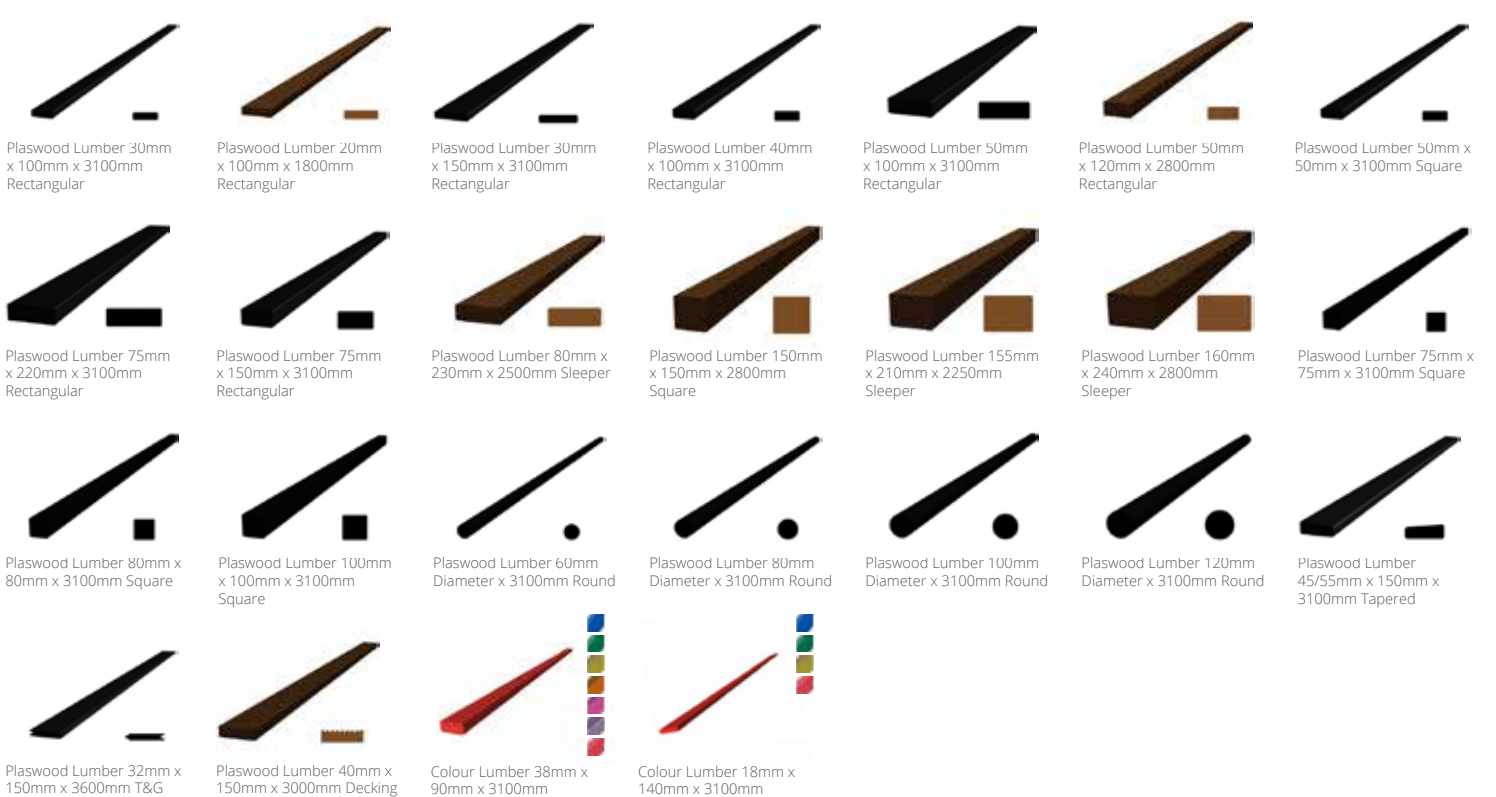 Plaswood Lumber 30mm
x 100mm x 3100mm
Rectangular
Plaswood Lumber 20mm
x 100mm x 1800mm
Rectangular
Plaswood Lumber 30mm
x 150mm x 3100mm
Rectangular
Plaswood Lumber 40mm
x 100mm x 3100mm
Rectangular
Plaswood Lumber 50mm
x 100mm x 3100mm
Rectangular
Plaswood Lumber 50mm
x 120mm x 2800mm
Rectangular
Plaswood Lumber 50mm x
50mm x 3100mm Square
Plaswood Lumber 75mm
x 220mm x 3100mm
Rectangular
Plaswood Lumber 75mm
x 150mm x 3100mm
Rectangular
Plaswood Lumber 80mm x
230mm x 2500mm Sleeper
Plaswood Lumber 150mm
x 150mm x 2800mm
Square
Plaswood Lumber 155mm
x 210mm x 2250mm
Sleeper
Plaswood Lumber 160mm
x 240mm x 2800mm
Sleeper
Plaswood Lumber 75mm x
75mm x 3100mm Square
Plaswood Lumber 80mm x
80mm x 3100mm Square
Plaswood Lumber 100mm
x 100mm x 3100mm
Square
Plaswood Lumber 60mm
Diameter x 3100mm Round
Plaswood Lumber 80mm
Diameter x 3100mm Round
Plaswood Lumber 100mm
Diameter x 3100mm Round
Plaswood Lumber 120mm
Diameter x 3100mm Round
Plaswood Lumber
45/55mm x 150mm x
3100mm Tapered
Plaswood Lumber 32mm x
150mm x 3600mm T&G
Plaswood Lumber 40mm x
150mm x 3000mm Decking
Colour Lumber 38mm x
90mm x 3100mm
Colour Lumber 18mm x
140mm x 3100mm